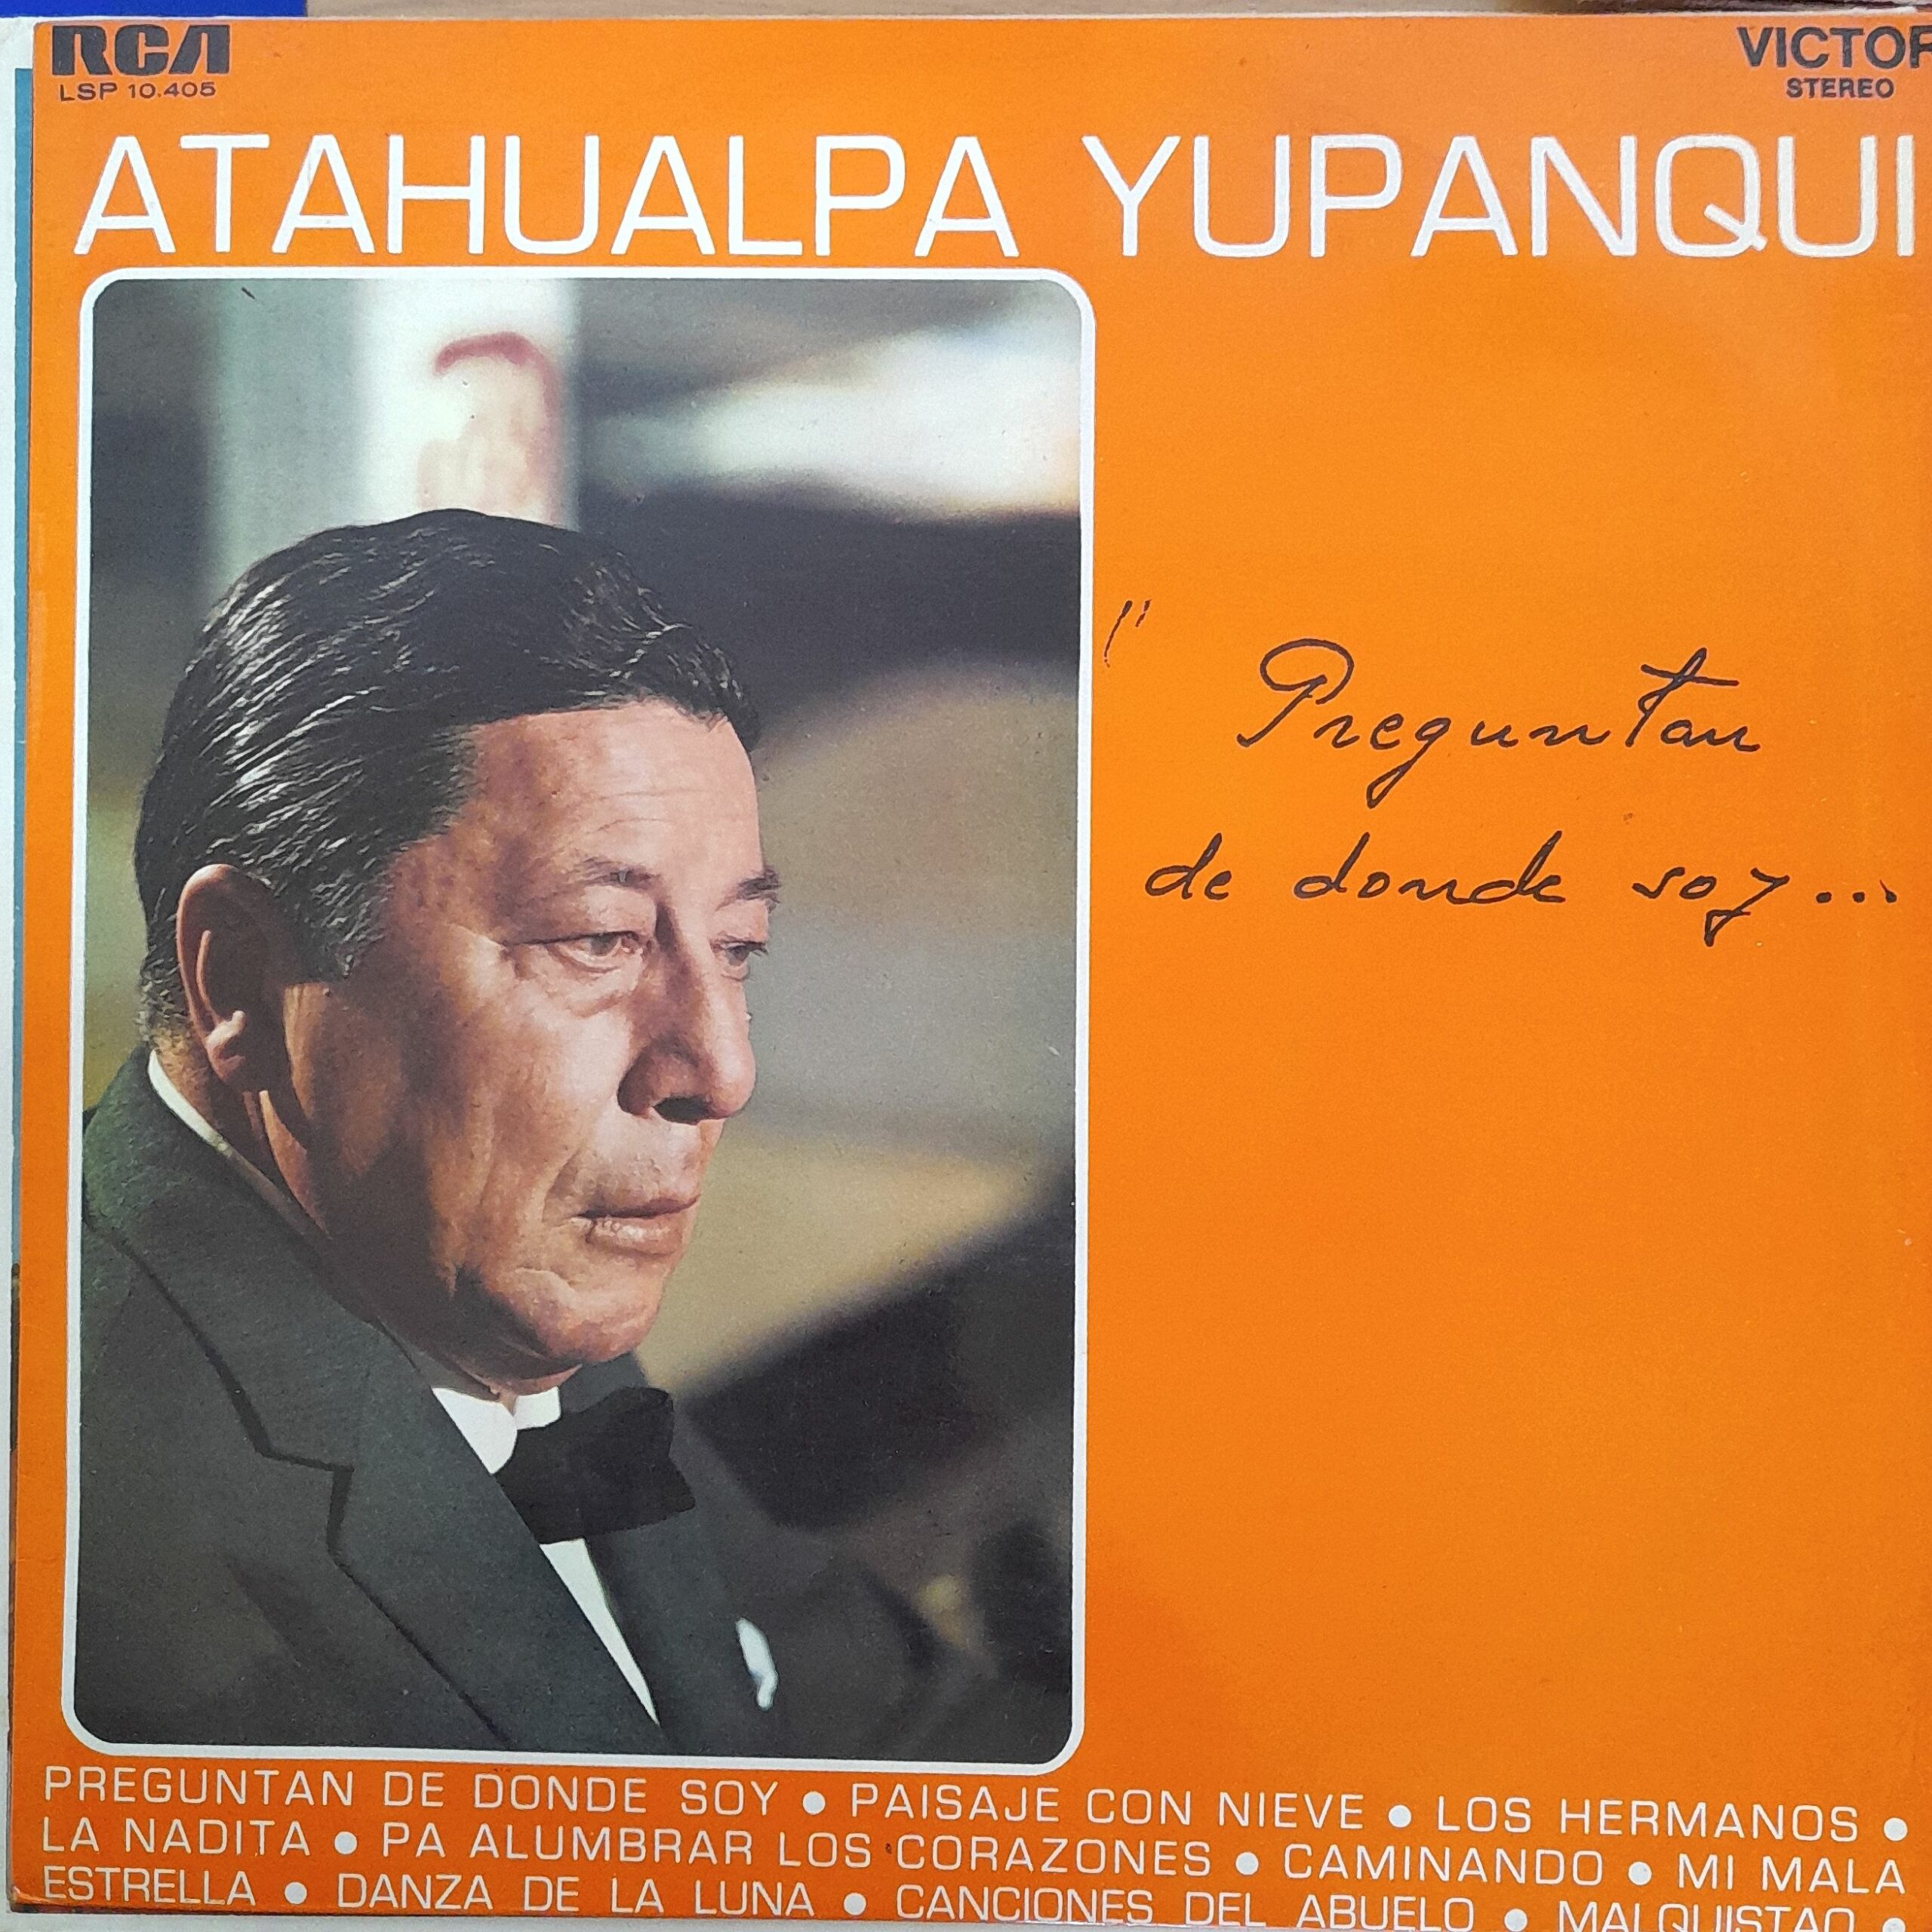 RCA
LSP 10.405
VICTOR
STEREO
ATAHUALPA YUPANQUI
" Preguntan
de donde soy...
PREGUNTAN DE DONDE SOY • PAISAJE CON NIEVE • LOS HERMANOS •
LA NADITA • PA ALUMBRAR LOS CORAZONES • CAMINANDO • MI MALA
ESTRELLA • DANZA DE LA LUNA • CANCIONES DEL ABUELO • MALQUISTAO •